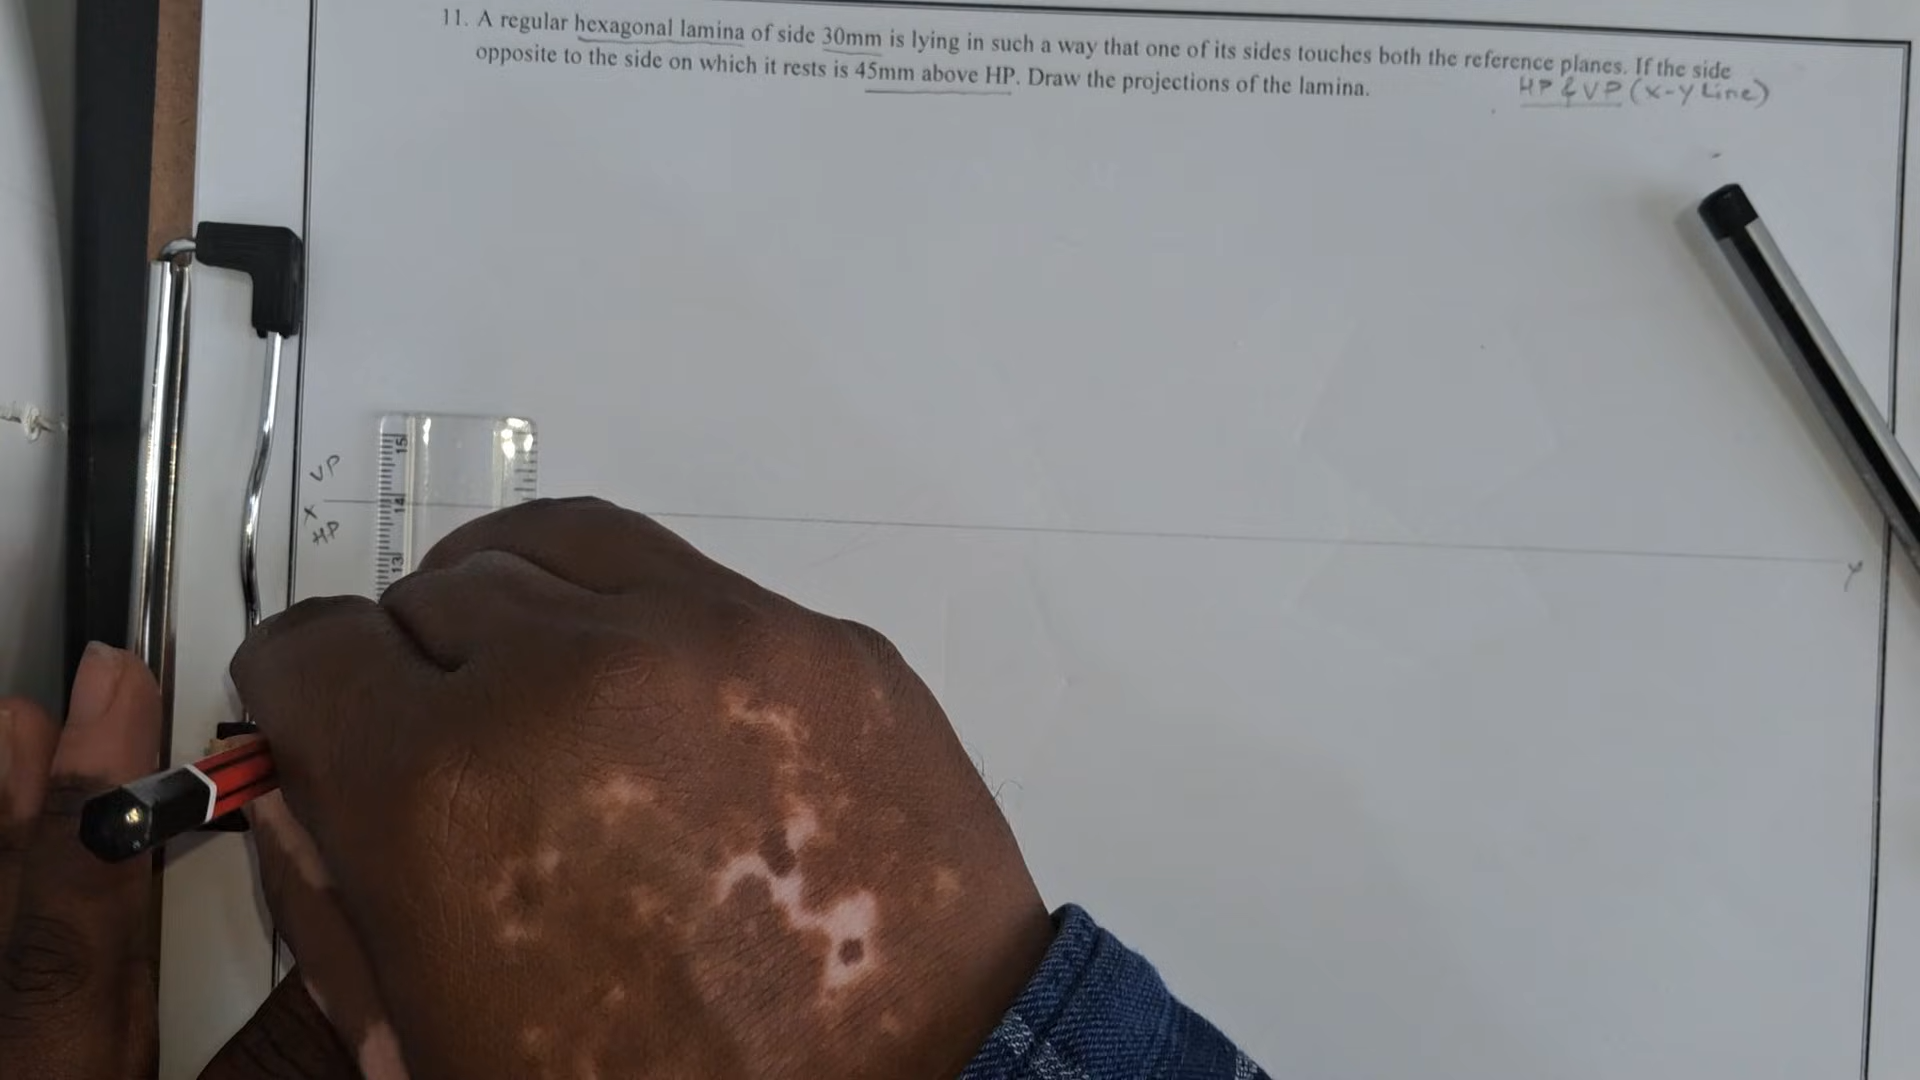 11. A regular hexagonal lamina of side 30mm is lying in such a way that one of its sides touches both the reference planes. If the side
opposite to the side on which it rests is 45mm above HP. Draw the projections of the lamina.
HP & VP (x-y Line)
VP
X
HP
Y
15
14
13